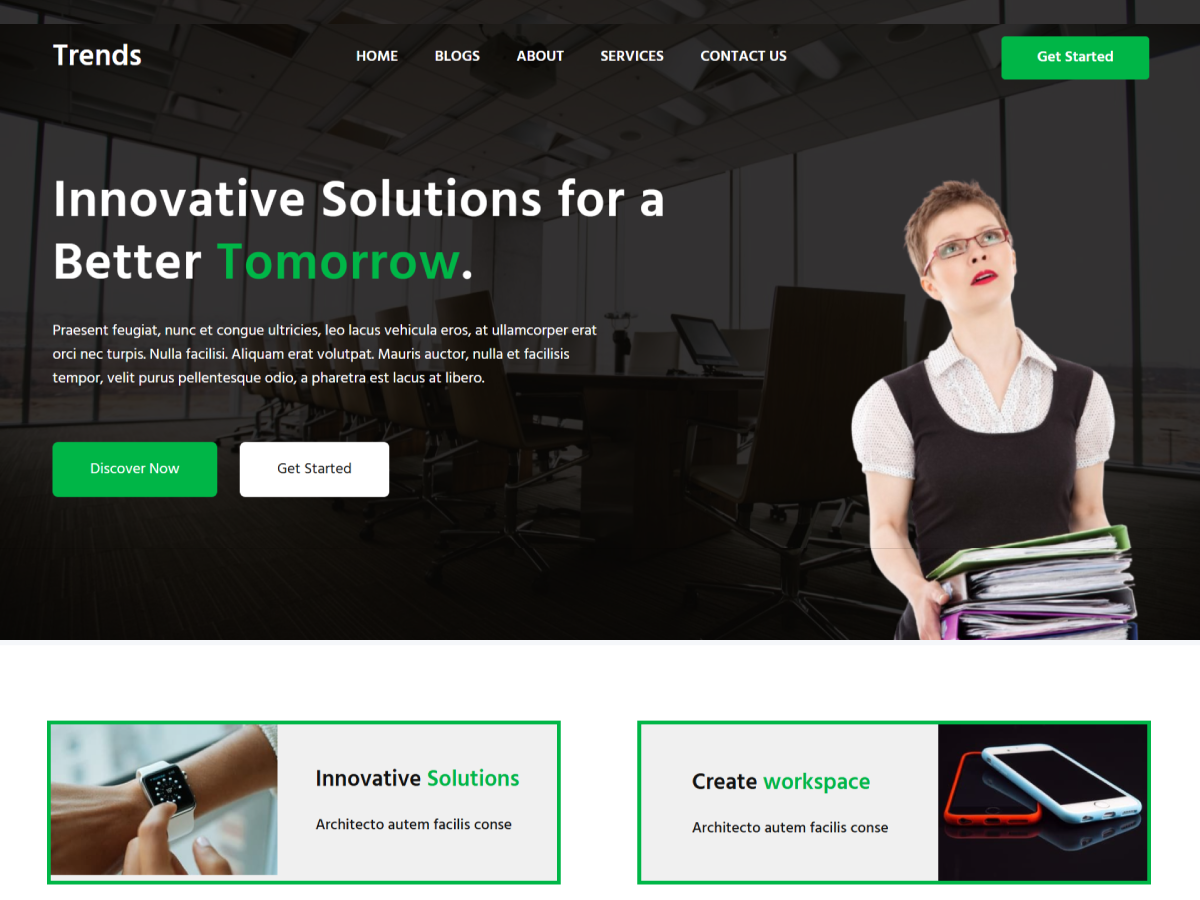 Trends
HOME BLOGS ABOUT SERVICES CONTACT US
Get Started
Innovative Solutions for a
Better Tomorrow.
Praesent feugiat, nunc et congue ultricies, leo lacus vehicula eros, at ullamcorper erat
orci nec turpis. Nulla facilisi. Aliquam erat volutpat. Mauris auctor, nulla et facilisis
tempor, velit purus pellentesque odio, a pharetra est lacus at libero.
Discover Now
Get Started
Innovative Solutions
Architecto autem facilis conse
Create workspace
Architecto autem facilis conse